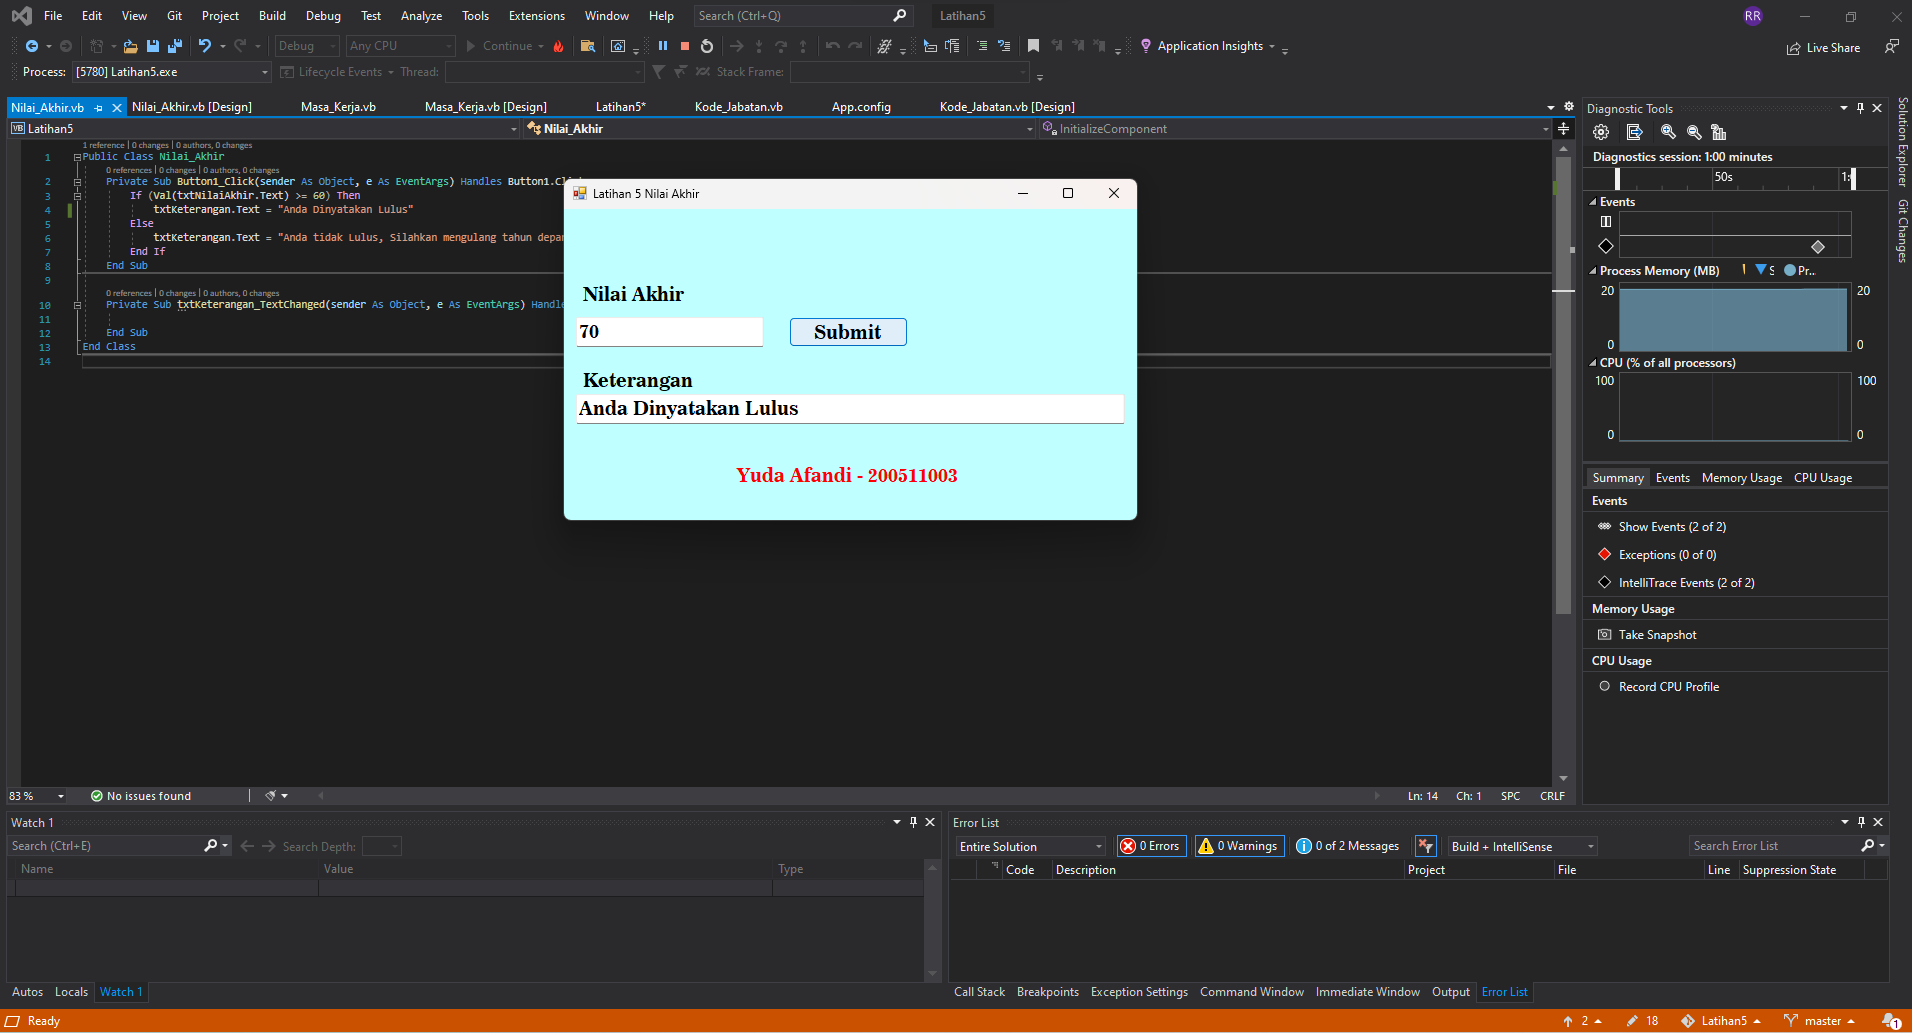 File Edit View Git Project Build Debug Test Analyze Tools Extensions Window Help Search (Ctrl+Q) Latihan5 RR
Debug Any CPU Continue Application Insights Live Share
Process: [5780] Latihan5.exe Lifecycle Events Thread: Stack Frame:
Nilai_Akhir.vb Nilai_Akhir.vb [Design] Masa_Kerja.vb Masa_Kerja.vb [Design] Latihan5* Kode_Jabatan.vb App.config Kode_Jabatan.vb [Design]
VB Latihan5 Nilai_Akhir InitializeComponent
1 reference | 0 changes | 0 authors, 0 changes
1 Public Class Nilai_Akhir
0 references | 0 changes | 0 authors, 0 changes
2 Private Sub Button1_Click(sender As Object, e As EventArgs) Handles Button1.Cli
3 If (Val(txtNilaiAkhir.Text) >= 60) Then
4 txtKeterangan.Text = "Anda Dinyatakan Lulus"
5 Else
6 txtKeterangan.Text = "Anda tidak Lulus, Silahkan mengulang tahun depan
7 End If
8 End Sub
9
0 references | 0 changes | 0 authors, 0 changes
10 Private Sub txtKeterangan_TextChanged(sender As Object, e As EventArgs) Handl
11
12 End Sub
13 End Class
14
Latihan 5 Nilai Akhir
Nilai Akhir
70 Submit
Keterangan
Anda Dinyatakan Lulus
Yuda Afandi - 200511003
83 % No issues found Ln: 14 Ch: 1 SPC CRLF
Diagnostic Tools
Diagnostics session: 1:00 minutes
50s
Events
Process Memory (MB) S Pr...
20 20
0 0
CPU (% of all processors)
100 100
0 0
Summary Events Memory Usage CPU Usage
Events
Show Events (2 of 2)
Exceptions (0 of 0)
IntelliTrace Events (2 of 2)
Memory Usage
Take Snapshot
CPU Usage
Record CPU Profile
Solution Explorer
Git Changes
Watch 1
Search (Ctrl+E) Search Depth:
Name Value Type
Autos Locals Watch 1
Error List
Entire Solution 0 Errors 0 Warnings 0 of 2 Messages Build + IntelliSense Search Error List
Code Description Project File Line Suppression State
Call Stack Breakpoints Exception Settings Command Window Immediate Window Output Error List
Ready 2 18 Latihan5 master 1